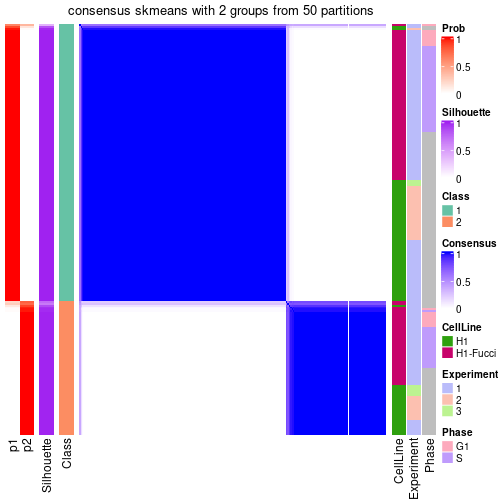 consensus skmeans with 2 groups from 50 partitions
Prob
1
0.5
0
Silhouette
1
0.5
0
Class
1
2
Consensus
1
0.5
0
CellLine
H1
H1-Fucci
Experiment
1
2
3
Phase
G1
S
p1
p2
Silhouette
Class
CellLine
Experiment
Phase